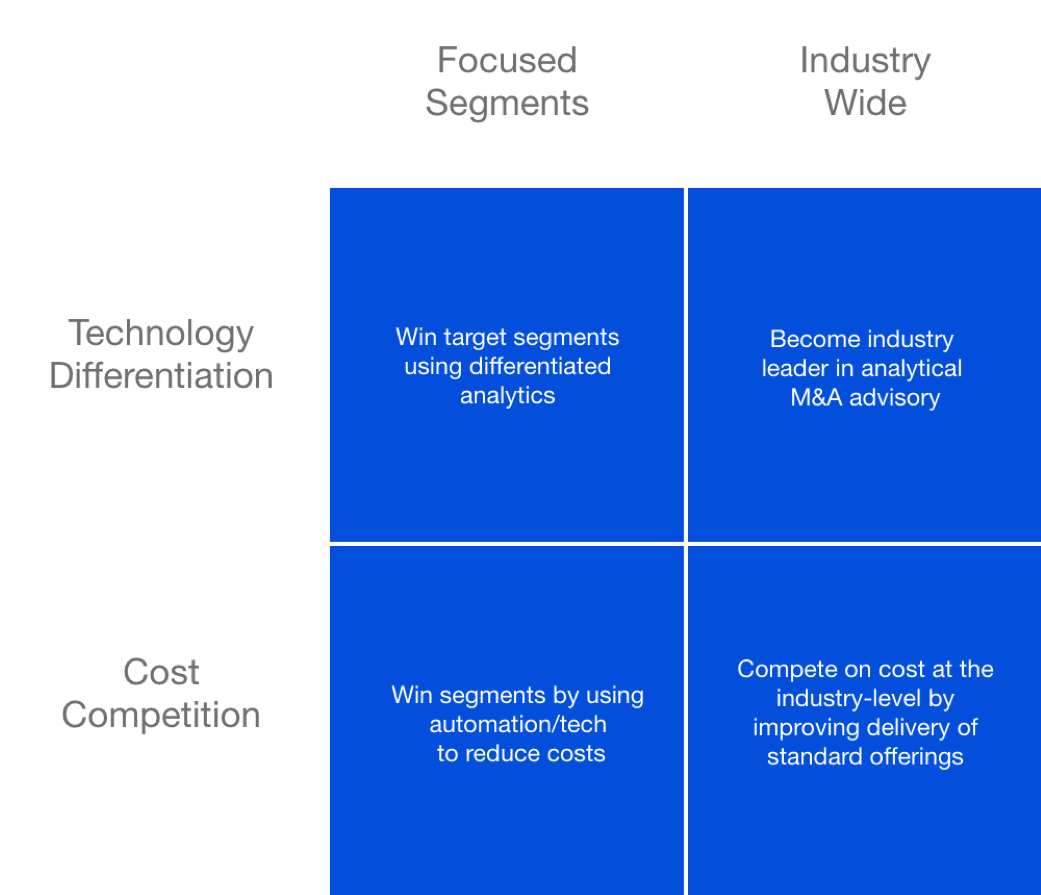 Focused
Segments
Industry
Wide
Technology
Differentiation
Win target segments
using differentiated
analytics
Become industry
leader in analytical
M&A advisory
Cost
Competition
Win segments by using
automation/tech
to reduce costs
Compete on cost at the
industry-level by
improving delivery of
standard offerings